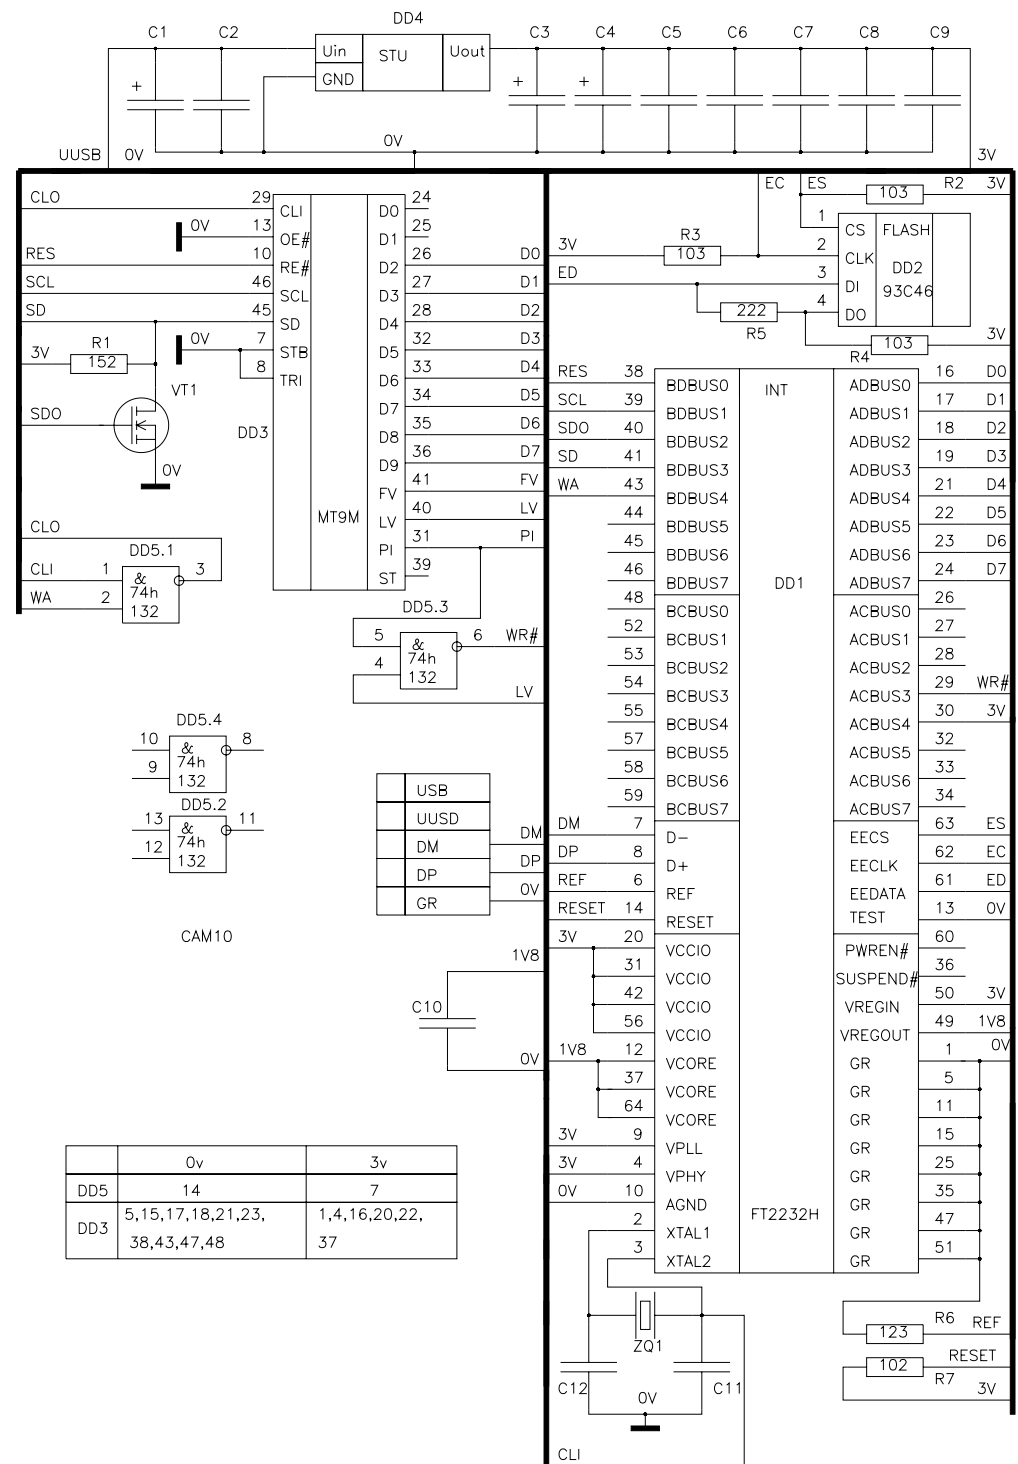 DD4
C1 C2 C3 C4 C5 C6 C7 C8 C9
Uin STU Uout
GND
+ + +
0V
UUSB 0V 3V
CLO 29 CLI D0 24
0V 13 OE# D1 25
RES 10 RE# D2 26 D0
SCL 46 SCL D3 27 D1
SD 45 SD D4 28 D2
0V 7 STB D5 32 D3
8 TRI D6 33 D4
D7 34 D5
D8 35 D6
D9 36 D7
FV 41 FV
LV 40 LV
PI 31 PI
ST 39
DD3
MT9M
3V R1
152
VT1
SDO
0V
CLO
DD5.1
CLI 1 & 3
WA 2 74h
132
DD5.3
5 & 6 WR#
4 74h
132
LV
DD5.4
10 & 8
9 74h
132
DD5.2
13 & 11
12 74h
132
CAM10
USB
UUSD
DM DM
DP DP
GR 0V
1V8
C10
0V
0v 3v
DD5 14 7
DD3 5,15,17,18,21,23, 1,4,16,20,22,
38,43,47,48 37
EC ES R2 3V
103
3V R3
103
ED
222
R5
1 CS FLASH
2 CLK DD2
3 DI 93C46
4 DO
3V
103
R4
INT
DD1
FT2232H
RES 38 BDBUS0 ADBUS0 16 D0
SCL 39 BDBUS1 ADBUS1 17 D1
SDO 40 BDBUS2 ADBUS2 18 D2
SD 41 BDBUS3 ADBUS3 19 D3
WA 43 BDBUS4 ADBUS4 21 D4
44 BDBUS5 ADBUS5 22 D5
45 BDBUS6 ADBUS6 23 D6
46 BDBUS7 ADBUS7 24 D7
48 BCBUS0 ACBUS0 26
52 BCBUS1 ACBUS1 27
53 BCBUS2 ACBUS2 28
54 BCBUS3 ACBUS3 29 WR#
55 BCBUS4 ACBUS4 30 3V
57 BCBUS5 ACBUS5 32
58 BCBUS6 ACBUS6 33
59 BCBUS7 ACBUS7 34
DM 7 D- EECS 63 ES
DP 8 D+ EECLK 62 EC
REF 6 REF EEDATA 61 ED
RESET 14 RESET TEST 13 0V
3V 20 VCCIO PWREN# 60
31 VCCIO SUSPEND# 36
42 VCCIO VREGIN 50 3V
56 VCCIO VREGOUT 49 1V8
1V8 12 VCORE GR 1 0V
37 VCORE GR 5
64 VCORE GR 11
3V 9 VPLL GR 15
3V 4 VPHY GR 25
0V 10 AGND GR 35
2 XTAL1 GR 47
3 XTAL2 GR 51
ZQ1
C12 C11
0V
CLI
R6
123 REF
102 RESET
R7 3V